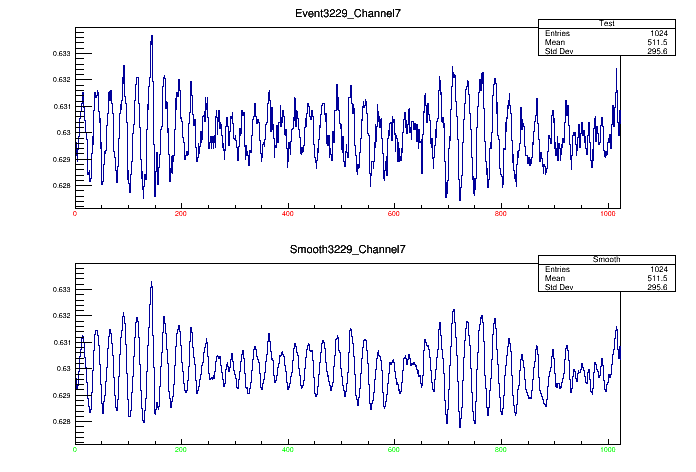 Event3229_Channel7
Test
Entries 1024
Mean 511.5
Std Dev 295.6
0.633
0.632
0.631
0.63
0.629
0.628
0 200 400 600 800 1000
Smooth3229_Channel7
Smooth
Entries 1024
Mean 511.5
Std Dev 295.6
0.633
0.632
0.631
0.63
0.629
0.628
0 200 400 600 800 1000